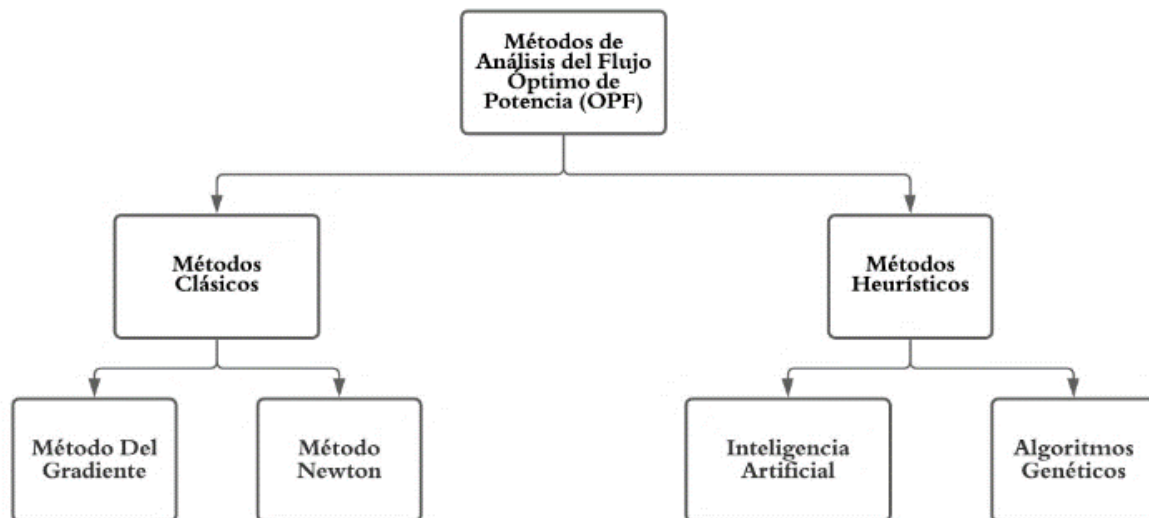 Métodos de
Análisis del Flujo
Óptimo de
Potencia (OPF)
Métodos
Clásicos
Métodos
Heurísticos
Método Del
Gradiente
Método
Newton
Inteligencia
Artificial
Algoritmos
Genéticos